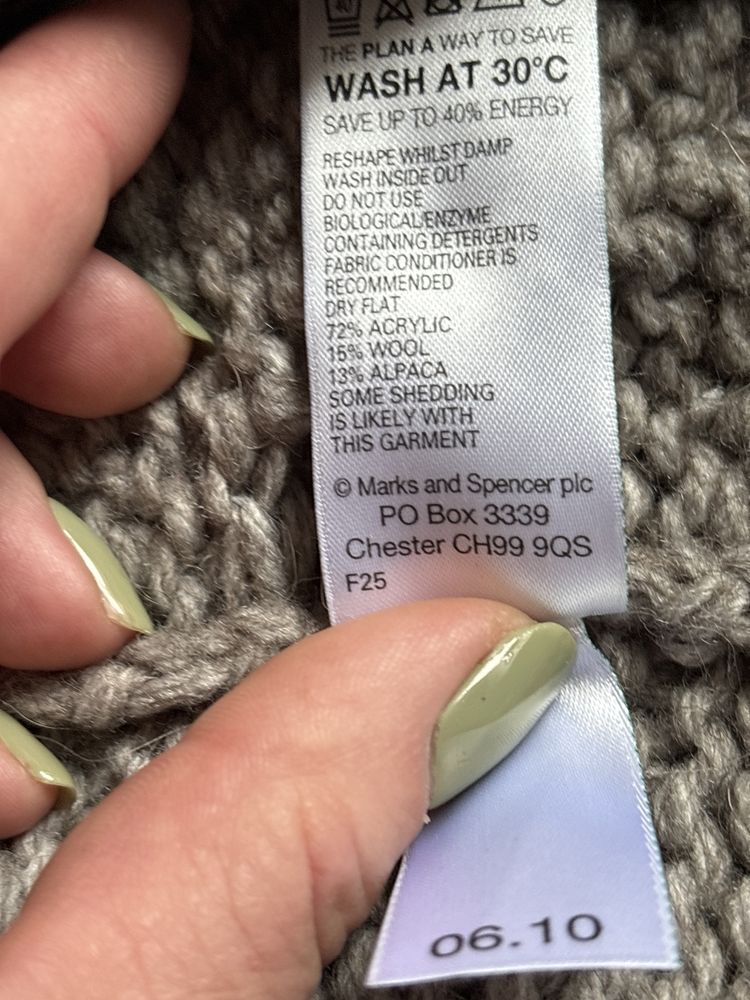 40
THE PLAN A WAY TO SAVE
WASH AT 30°C
SAVE UP TO 40% ENERGY
RESHAPE WHILST DAMP
WASH INSIDE OUT
DO NOT USE
BIOLOGICAL/ENZYME
CONTAINING DETERGENTS
FABRIC CONDITIONER IS
RECOMMENDED
DRY FLAT
72% ACRYLIC
15% WOOL
13% ALPACA
SOME SHEDDING
IS LIKELY WITH
THIS GARMENT
© Marks and Spencer plc
PO Box 3339
Chester CH99 9QS
F25
06.10